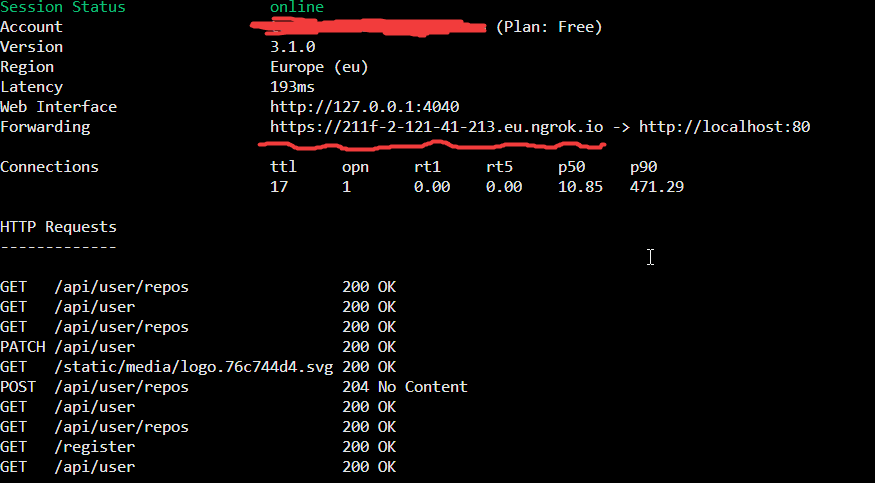 Session Status online
Account (Plan: Free)
Version 3.1.0
Region Europe (eu)
Latency 193ms
Web Interface http://127.0.0.1:4040
Forwarding https://211f-2-121-41-213.eu.ngrok.io -> http://localhost:80
Connections ttl opn rt1 rt5 p50 p90
17 1 0.00 0.00 10.85 471.29
HTTP Requests
-------------
GET /api/user/repos 200 OK
GET /api/user 200 OK
GET /api/user/repos 200 OK
PATCH /api/user 200 OK
GET /static/media/logo.76c744d4.svg 200 OK
POST /api/user/repos 204 No Content
GET /api/user 200 OK
GET /api/user/repos 200 OK
GET /register 200 OK
GET /api/user 200 OK